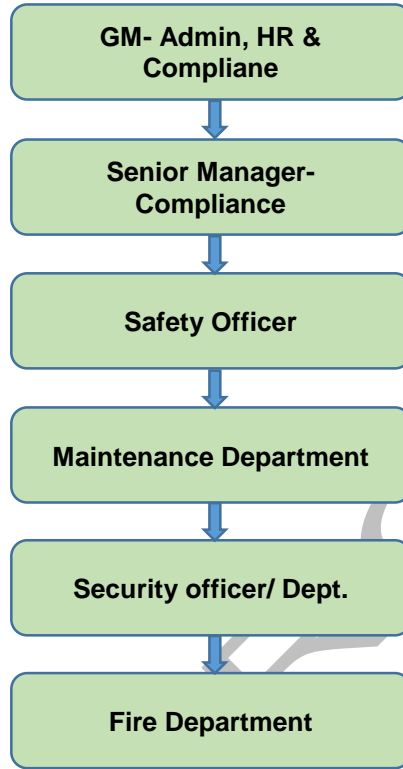 GM- Admin, HR &
Compliane
Senior Manager-
Compliance
Safety Officer
Maintenance Department
Security officer/ Dept.
Fire Department